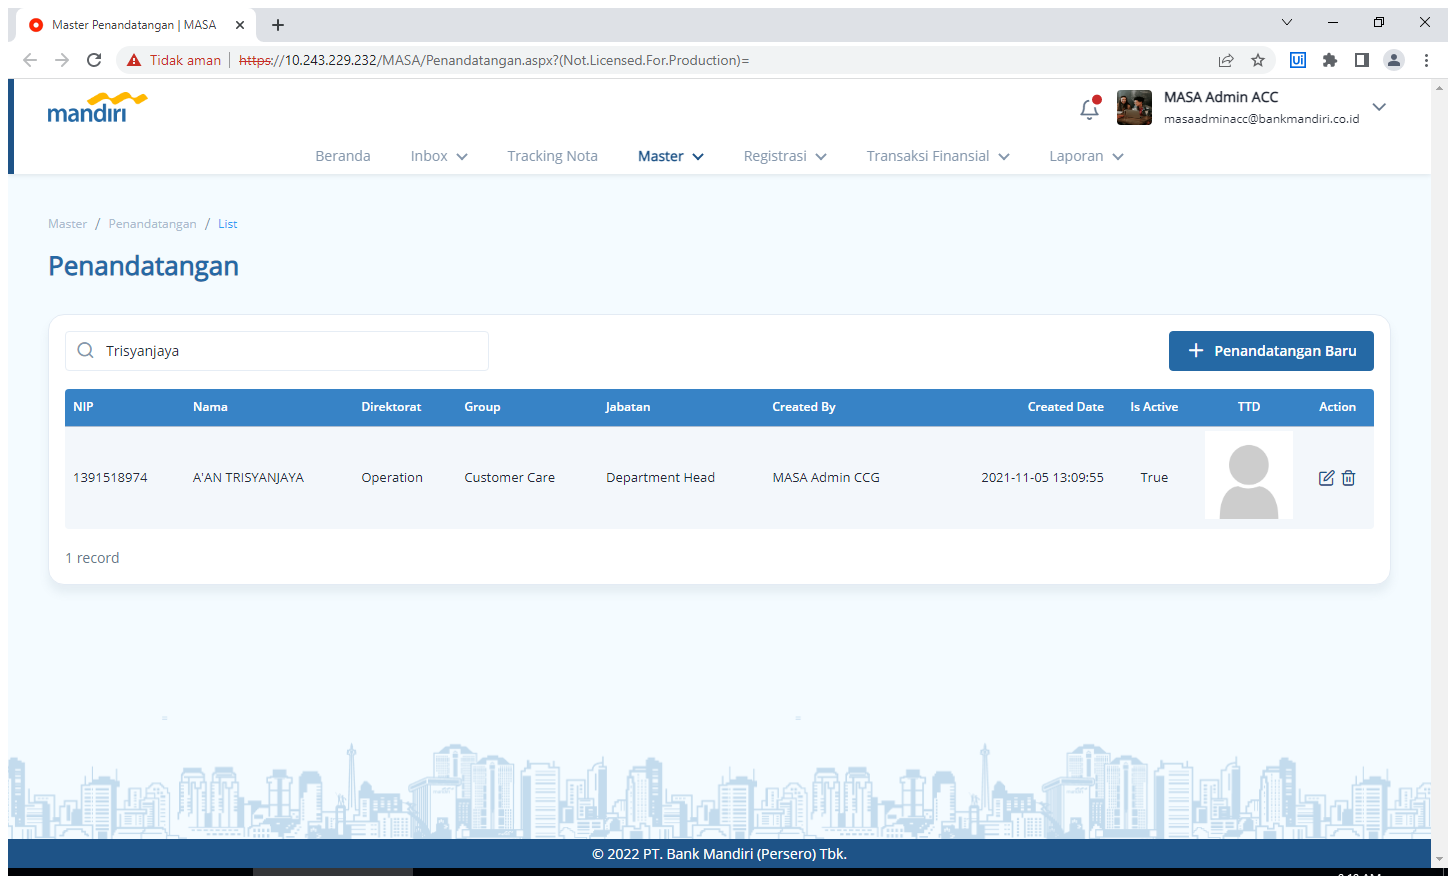 Master Penandatangan | MASA
Tidak aman
https://10.243.229.232/MASA/Penandatangan.aspx?(Not.Licensed.For.Production)=
Ui
mandiri
MASA Admin ACC
masaadminacc@bankmandiri.co.id
Beranda Inbox Tracking Nota Master Registrasi Transaksi Finansial Laporan
Master / Penandatangan / List
Penandatangan
Trisyanjaya
Penandatangan Baru
NIP Nama Direktorat Group Jabatan Created By Created Date Is Active TTD Action
1391518974 A'AN TRISYANJAYA Operation Customer Care Department Head MASA Admin CCG 2021-11-05 13:09:55 True
1 record
© 2022 PT. Bank Mandiri (Persero) Tbk.